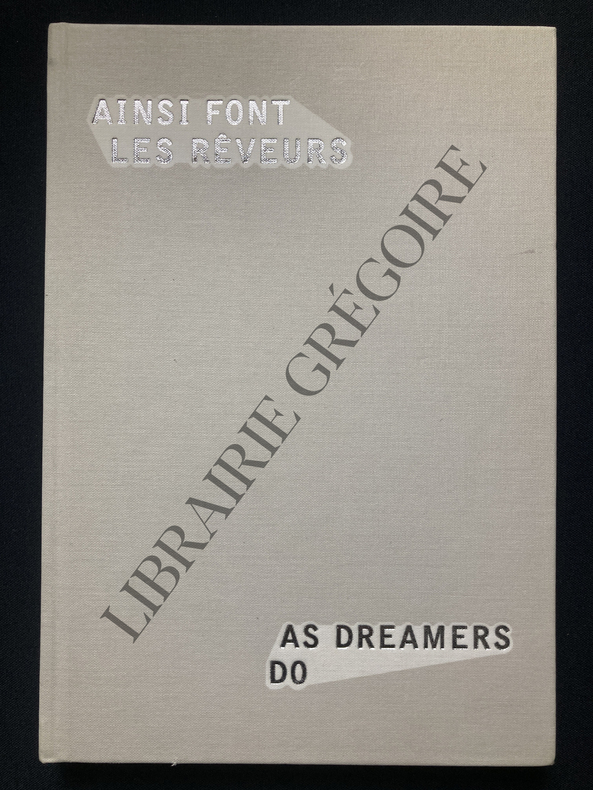 AINSI FONT
LES RÊVEURS
LIBRAIRIE GRÉGOIRE
AS DREAMERS
DO